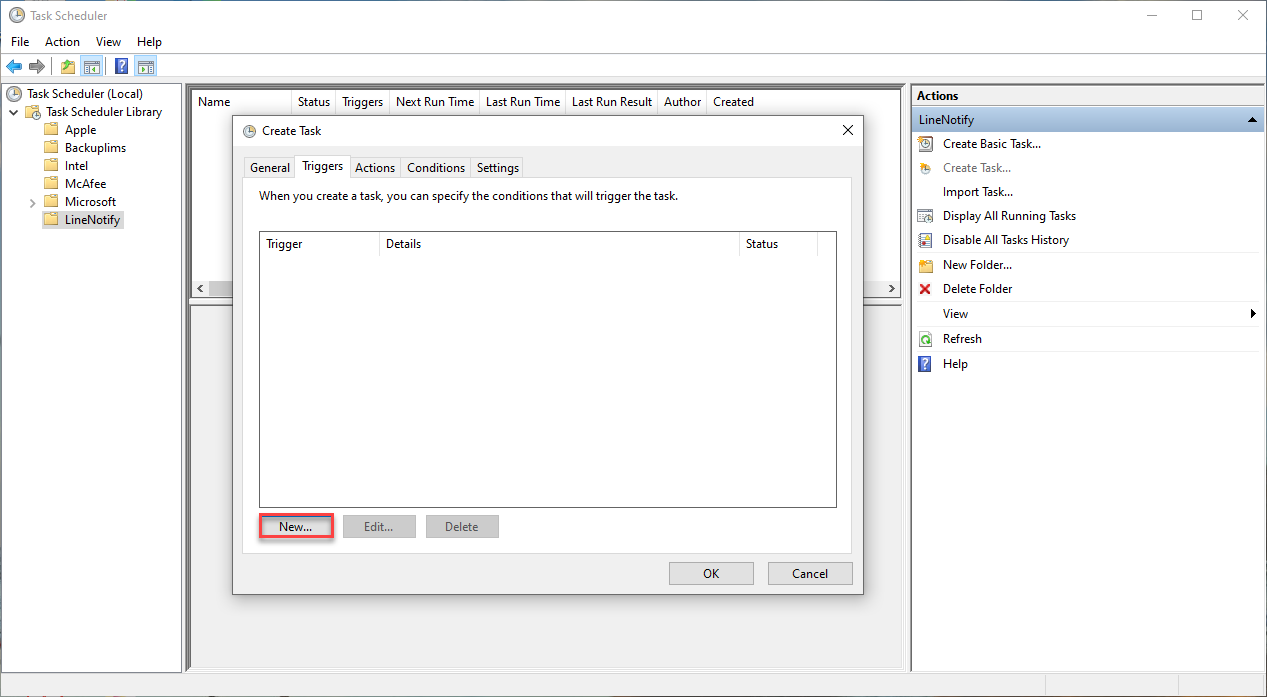 Task Scheduler
File Action View Help
Task Scheduler (Local)
Task Scheduler Library
Apple
Backuplims
Intel
McAfee
Microsoft
LineNotify
Name Status Triggers Next Run Time Last Run Time Last Run Result Author Created
Create Task
General Triggers Actions Conditions Settings
When you create a task, you can specify the conditions that will trigger the task.
Trigger Details Status
New... Edit... Delete
OK Cancel
Actions
LineNotify
Create Basic Task...
Create Task...
Import Task...
Display All Running Tasks
Disable All Tasks History
New Folder...
Delete Folder
View
Refresh
Help